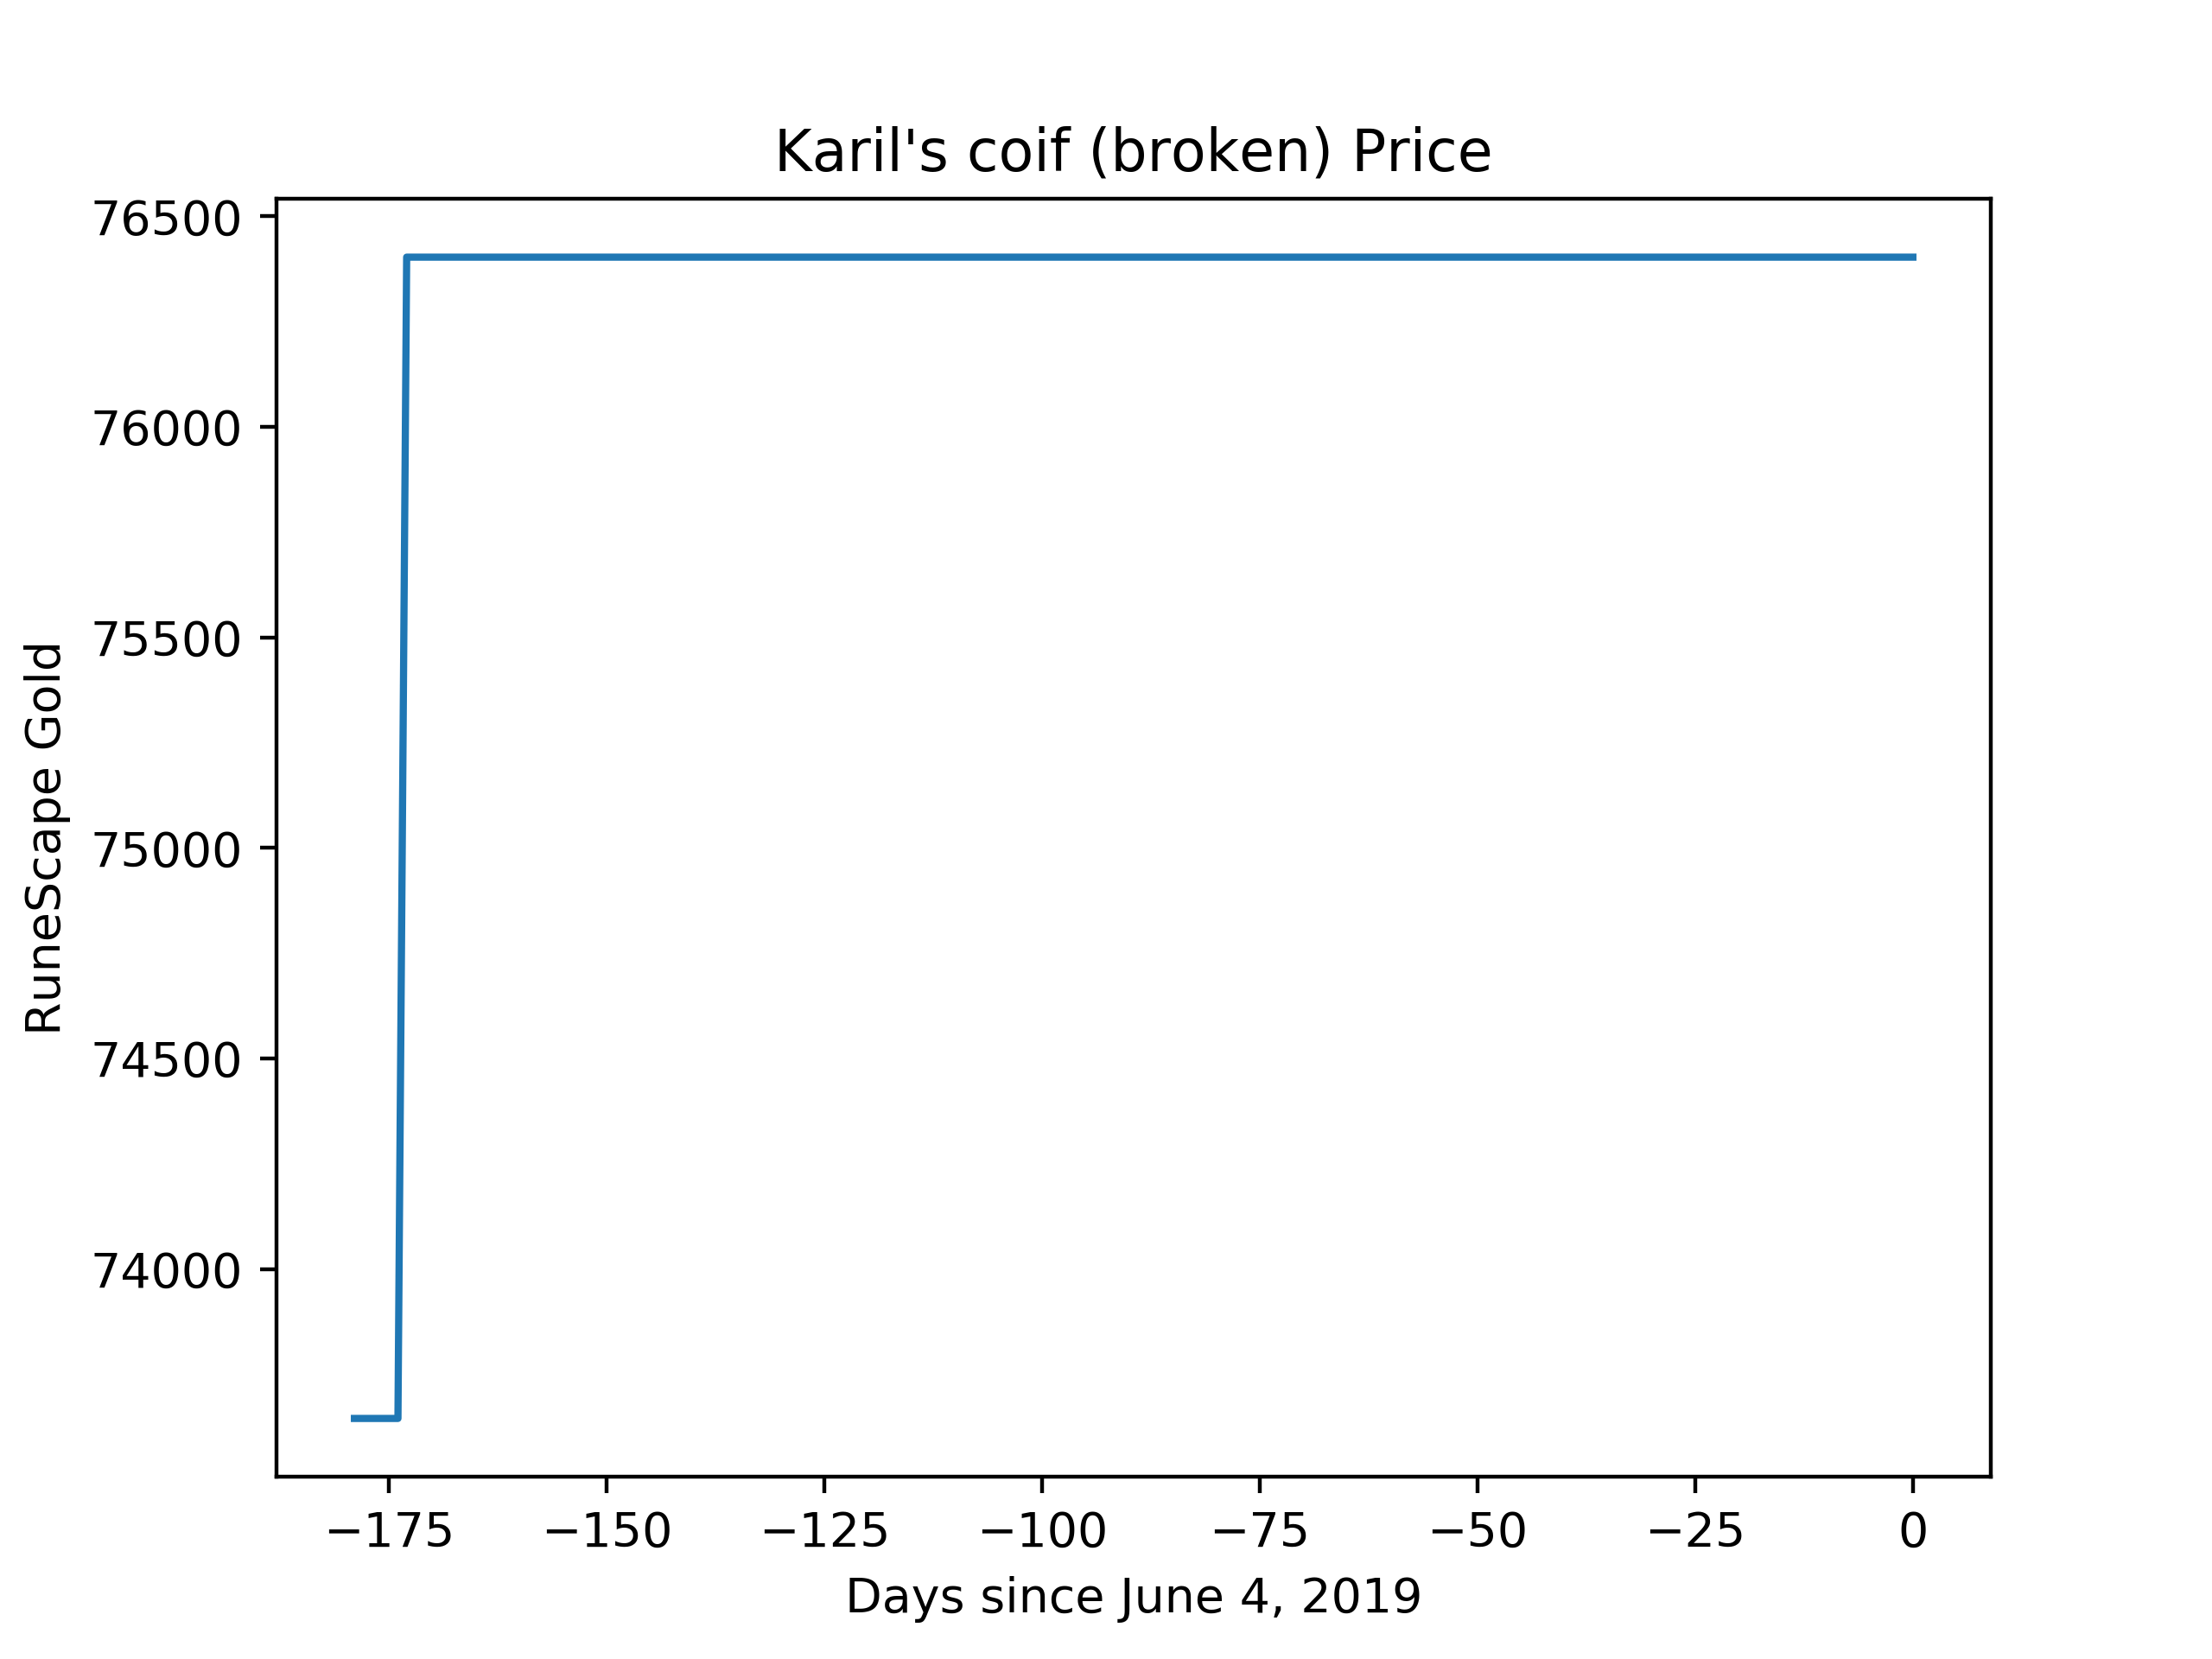 Karil's coif (broken) Price
76500
76000
75500
75000
74500
74000
RuneScape Gold
−175 −150 −125 −100 −75 −50 −25 0
Days since June 4, 2019